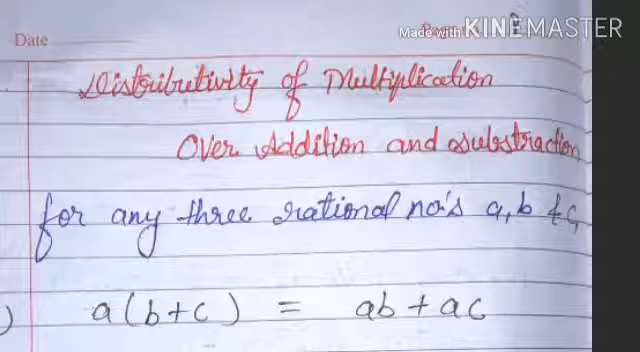 Made with KINEMASTER
Date
Distributivity of Multiplication
Over Addition and Substraction
for any three rational no's a, b & c,
) a(b+c) = ab + ac